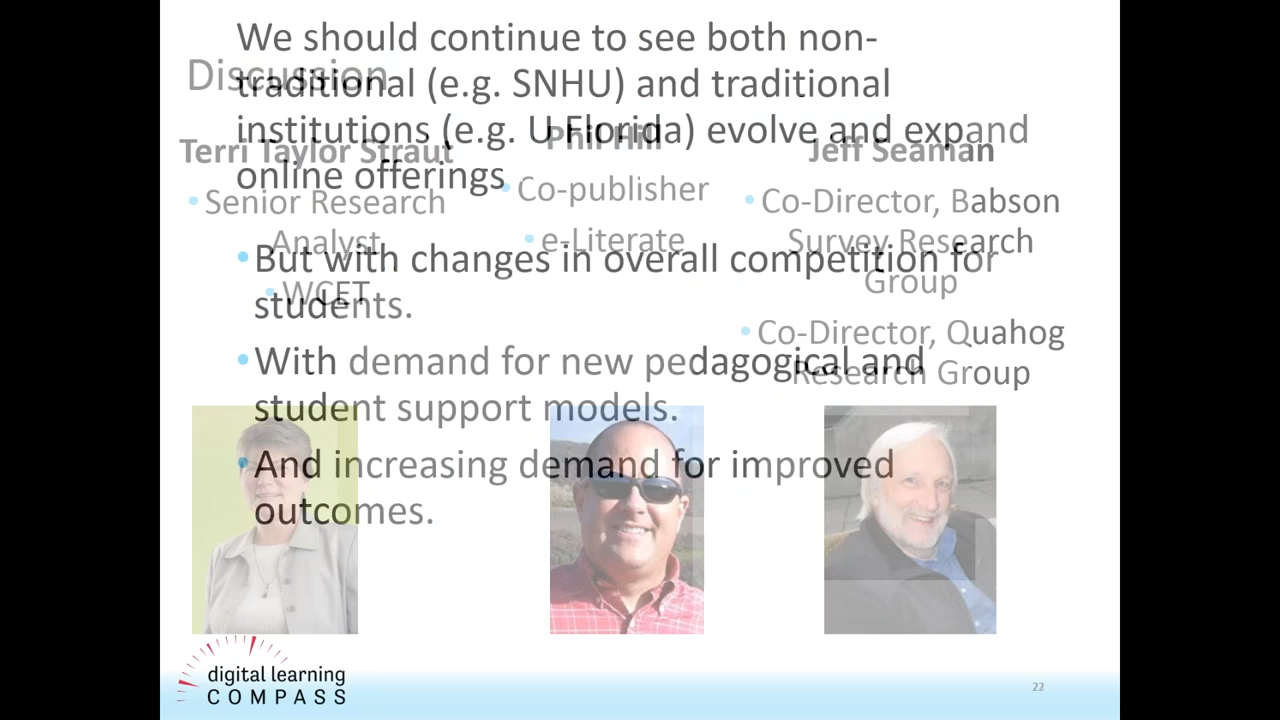 We should continue to see both non-
traditional (e.g. SNHU) and traditional
institutions (e.g. U Florida) evolve and expand
online offerings
• But with changes in overall competition for
students.
• With demand for new pedagogical and
student support models.
• And increasing demand for improved
outcomes.
Discussion
Terri Taylor Straut
• Senior Research
Analyst
• WCET
Phil Hill
• Co-publisher
• e-Literate
Jeff Seaman
• Co-Director, Babson
Survey Research
Group
• Co-Director, Quahog
Research Group
digital learning
COMPASS
22